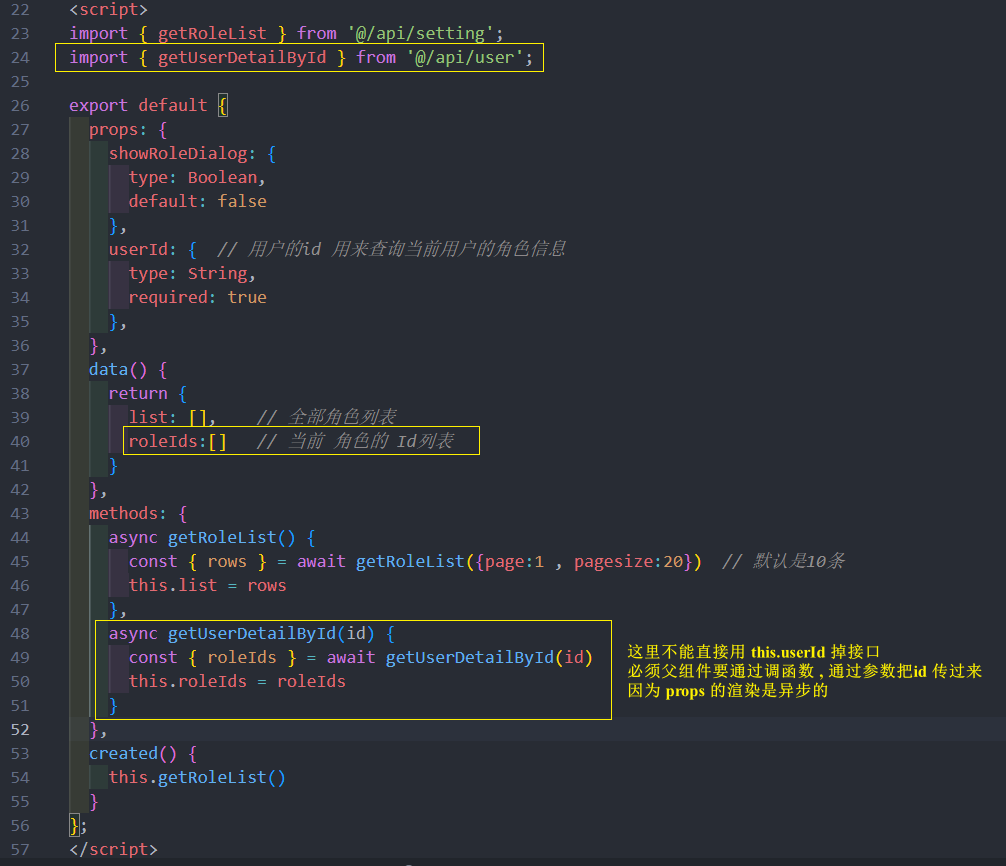 22 <script>
23 import { getRoleList } from '@/api/setting';
24 import { getUserDetailById } from '@/api/user';
25
26 export default {
27 props: {
28 showRoleDialog: {
29 type: Boolean,
30 default: false
31 },
32 userId: { // 用户的id 用来查询当前用户的角色信息
33 type: String,
34 required: true
35 },
36 },
37 data() {
38 return {
39 list: [], // 全部角色列表
40 roleIds:[] // 当前 角色的 Id列表
41 }
42 },
43 methods: {
44 async getRoleList() {
45 const { rows } = await getRoleList({page:1 , pagesize:20}) // 默认是10条
46 this.list = rows
47 },
48 async getUserDetailById(id) {
49 const { roleIds } = await getUserDetailById(id)
50 this.roleIds = roleIds
51 }
这里不能直接用 this.userId 掉接口
必须父组件要通过调函数 , 通过参数把id 传过来
因为 props 的渲染是异步的
52 },
53 created() {
54 this.getRoleList()
55 }
56 };
57 </script>